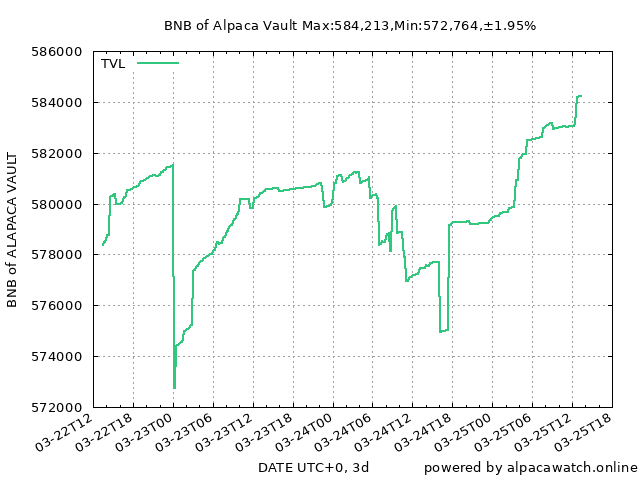 BNB of Alpaca Vault Max:584,213,Min:572,764,±1.95%
586000
TVL
584000
582000
580000
578000
576000
574000
572000
BNB of ALAPACA VAULT
03-22T12
03-22T18
03-23T00
03-23T06
03-23T12
03-23T18
03-24T00
03-24T06
03-24T12
03-24T18
03-25T00
03-25T06
03-25T12
03-25T18
DATE UTC+0, 3d
powered by alpacawatch.online